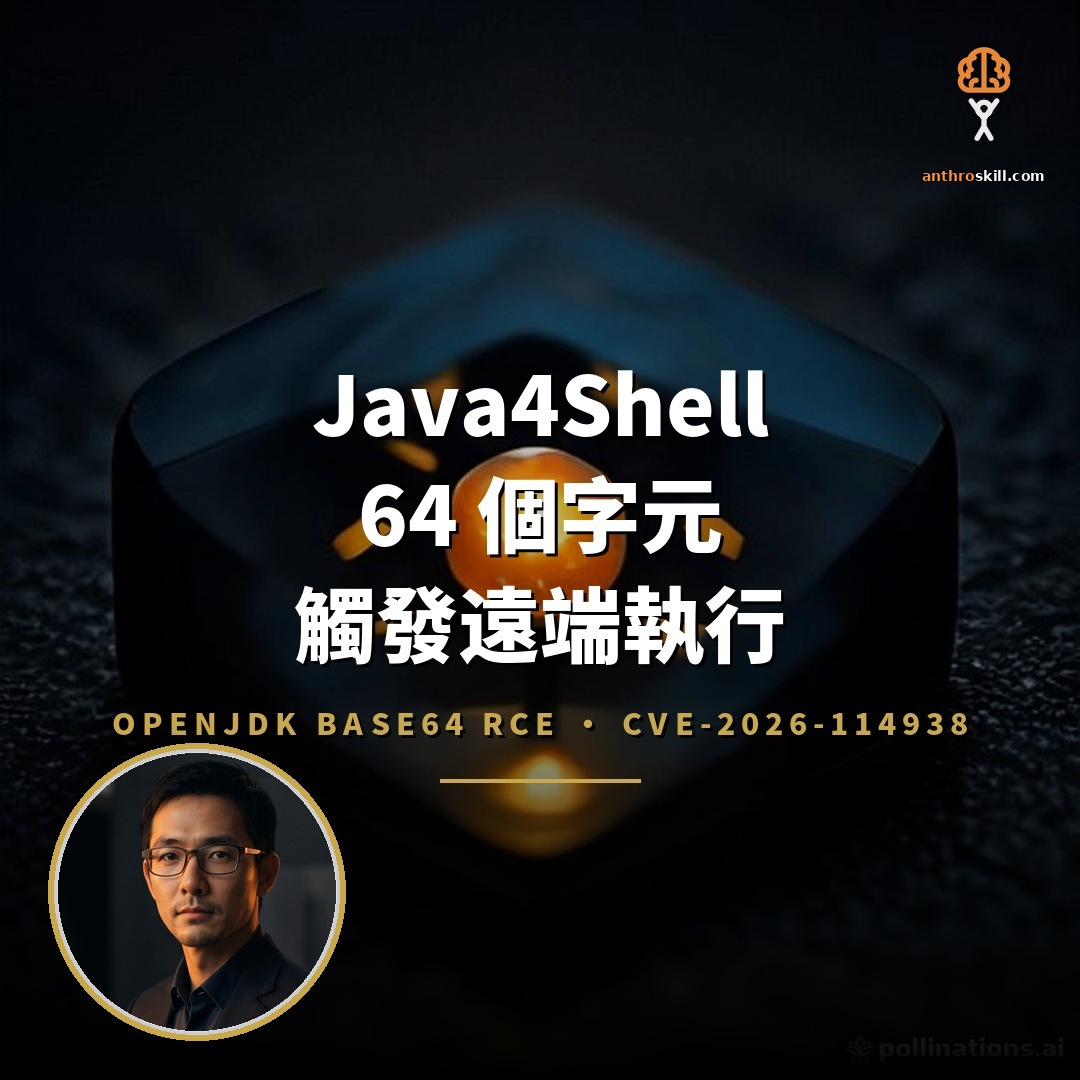 anthroskill.com
Java4Shell
64 個字元
觸發遠端執行
OPENJDK BASE64 RCE • CVE-2026-114938
pollinations.ai